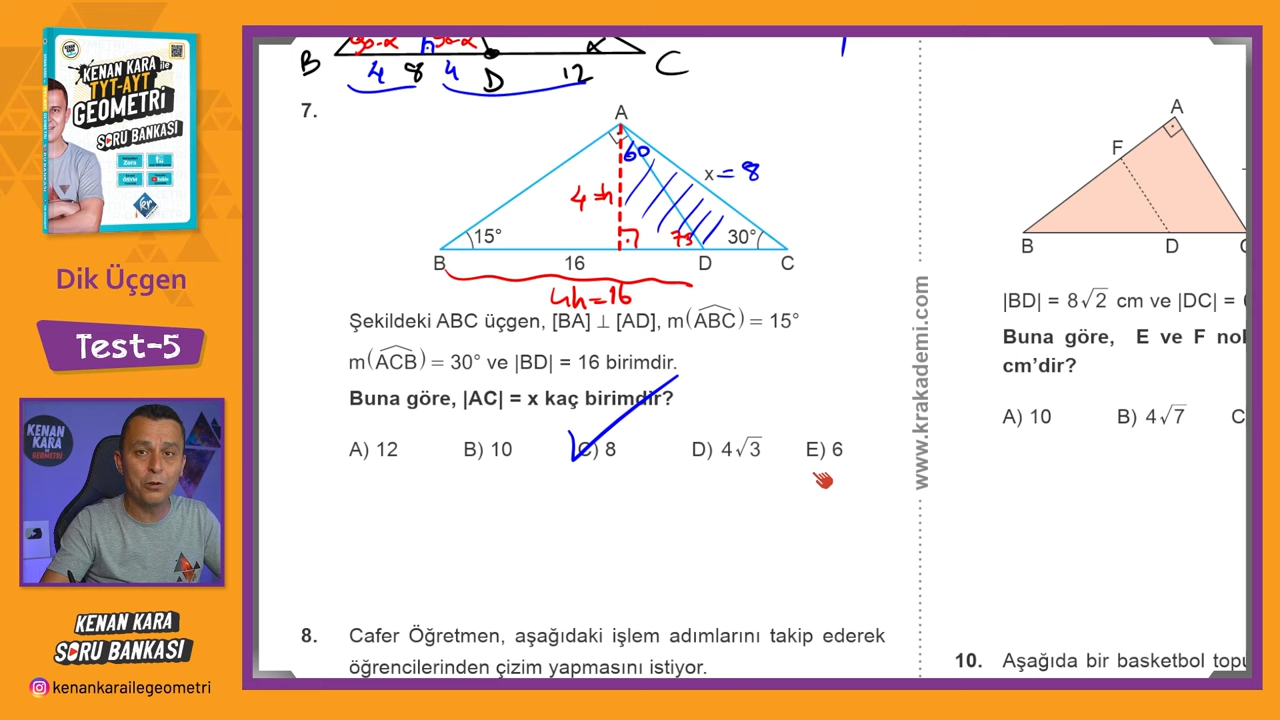 KENAN KARA ile
TYT-AYT
GEOMETRİ
SORU BANKASI
Dik Üçgen
Test-5
KENAN KARA
ile GEOMETRİ
KENAN KARA
SORU BANKASI
kenankarailegeometri
B 4 8 4 D 12 C
90-α 90-α α
7.
A
60
x = 8
4=h
15° 75 30°
B 16 D C
4h=16
Şekildeki ABC üçgen, [BA] ⊥ [AD], m(ABC) = 15°
m(ACB) = 30° ve |BD| = 16 birimdir.
Buna göre, |AC| = x kaç birimdir?
A) 12 B) 10 C) 8 D) 4√3 E) 6
8. Cafer Öğretmen, aşağıdaki işlem adımlarını takip ederek
öğrencilerinden çizim yapmasını istiyor.
www.krakademi.com
A
F
B D
|BD| = 8√2 cm ve |DC| =
Buna göre, E ve F
cm'dir?
A) 10 B) 4√7 C
10. Aşağıda bir basketbol